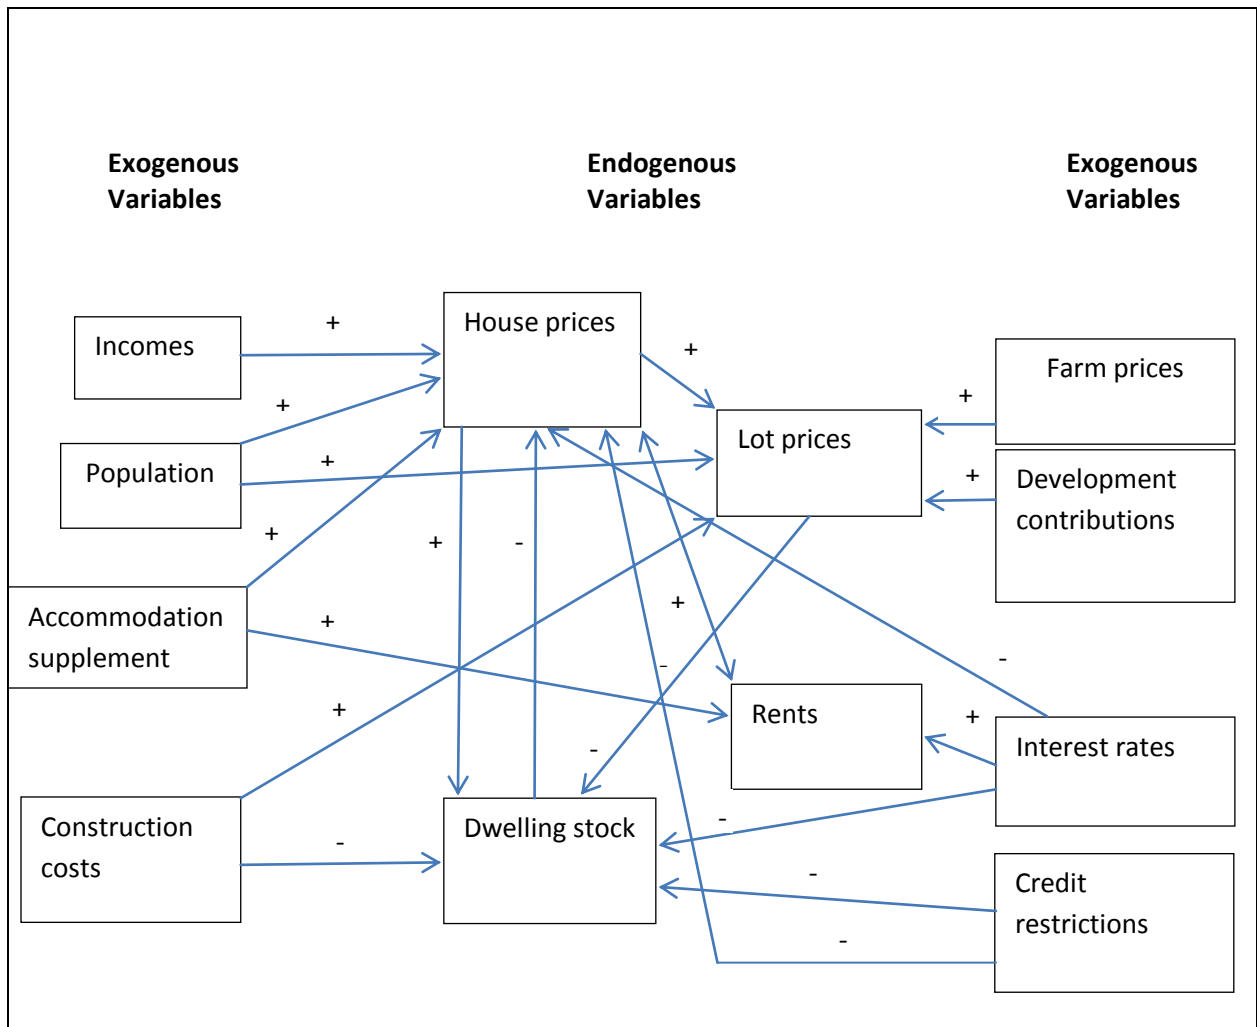 Exogenous
Variables
Endogenous
Variables
Exogenous
Variables
Incomes
+
House prices
+
Farm prices
+
Population
+
+
Lot prices
Development
contributions
+
Accommodation
supplement
+
+
+
-
+
-
-
Rents
Interest rates
+
Construction
costs
+
-
Dwelling stock
-
-
Credit
restrictions
-
-